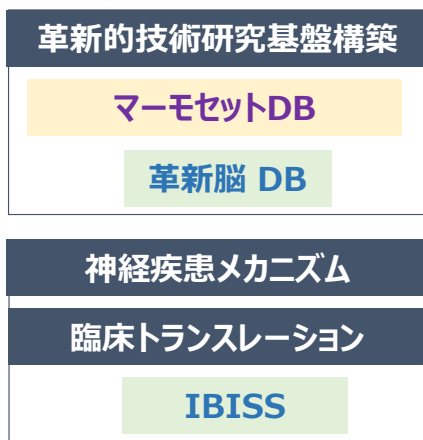 革新的技術研究基盤構築
マーモセットDB
革新脳 DB
神経疾患メカニズム
臨床トランスレーション
IBISS